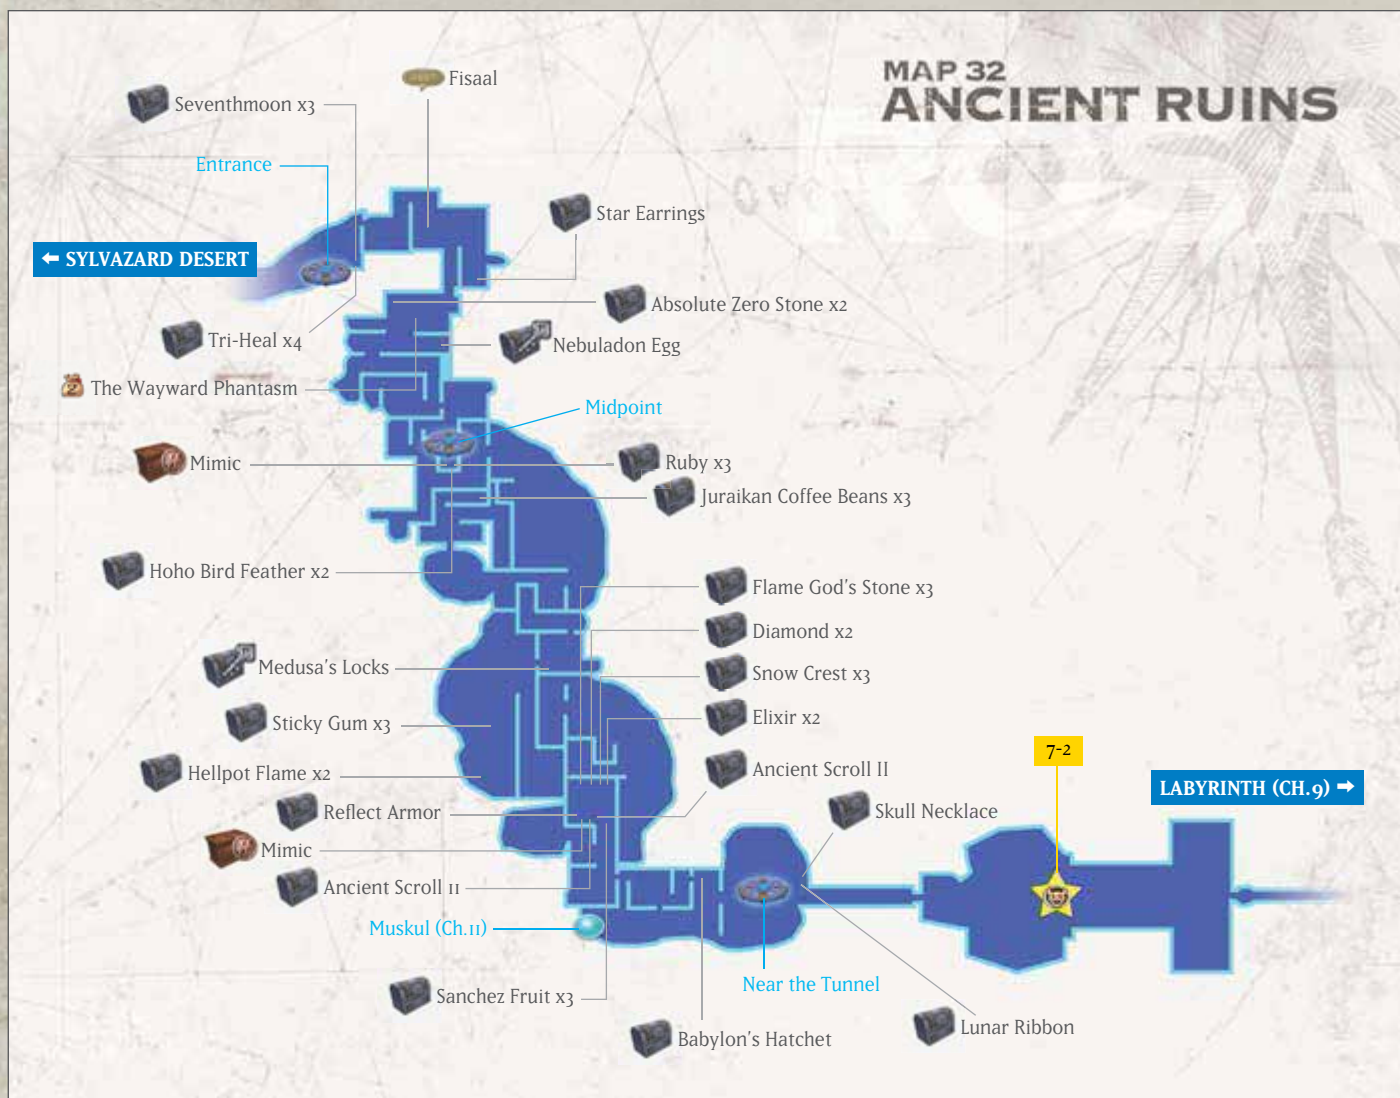 MAP 32
ANCIENT RUINS
Fisaal
Seventhmoon x3
Entrance
Star Earrings
← SYLVAZARD DESERT
Absolute Zero Stone x2
Tri-Heal x4
Nebuladon Egg
2 The Wayward Phantasm
Midpoint
Mimic
Ruby x3
Juraikan Coffee Beans x3
Hoho Bird Feather x2
Flame God's Stone x3
Diamond x2
Medusa's Locks
Snow Crest x3
Sticky Gum x3
Elixir x2
7-2
Hellpot Flame x2
Ancient Scroll II
LABYRINTH (CH.9) →
Reflect Armor
Skull Necklace
Mimic
Ancient Scroll 11
Muskul (Ch.11)
Near the Tunnel
Sanchez Fruit x3
Lunar Ribbon
Babylon's Hatchet